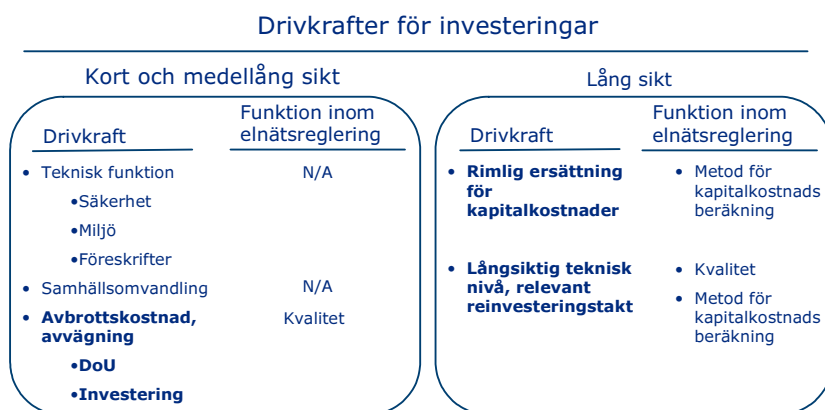 Drivkrafter för investeringar
Kort och medellång sikt
Drivkraft
Funktion inom
elnätsreglering
• Teknisk funktion
N/A
•Säkerhet
•Miljö
•Föreskrifter
• Samhällsomvandling
N/A
• Avbrottskostnad,
avvägning
Kvalitet
•DoU
•Investering
Lång sikt
Drivkraft
Funktion inom
elnätsreglering
• Rimlig ersättning
för
kapitalkostnader
• Metod för
kapitalkostnads
beräkning
• Långsiktig teknisk
nivå, relevant
reinvesteringstakt
• Kvalitet
• Metod för
kapitalkostnads
beräkning